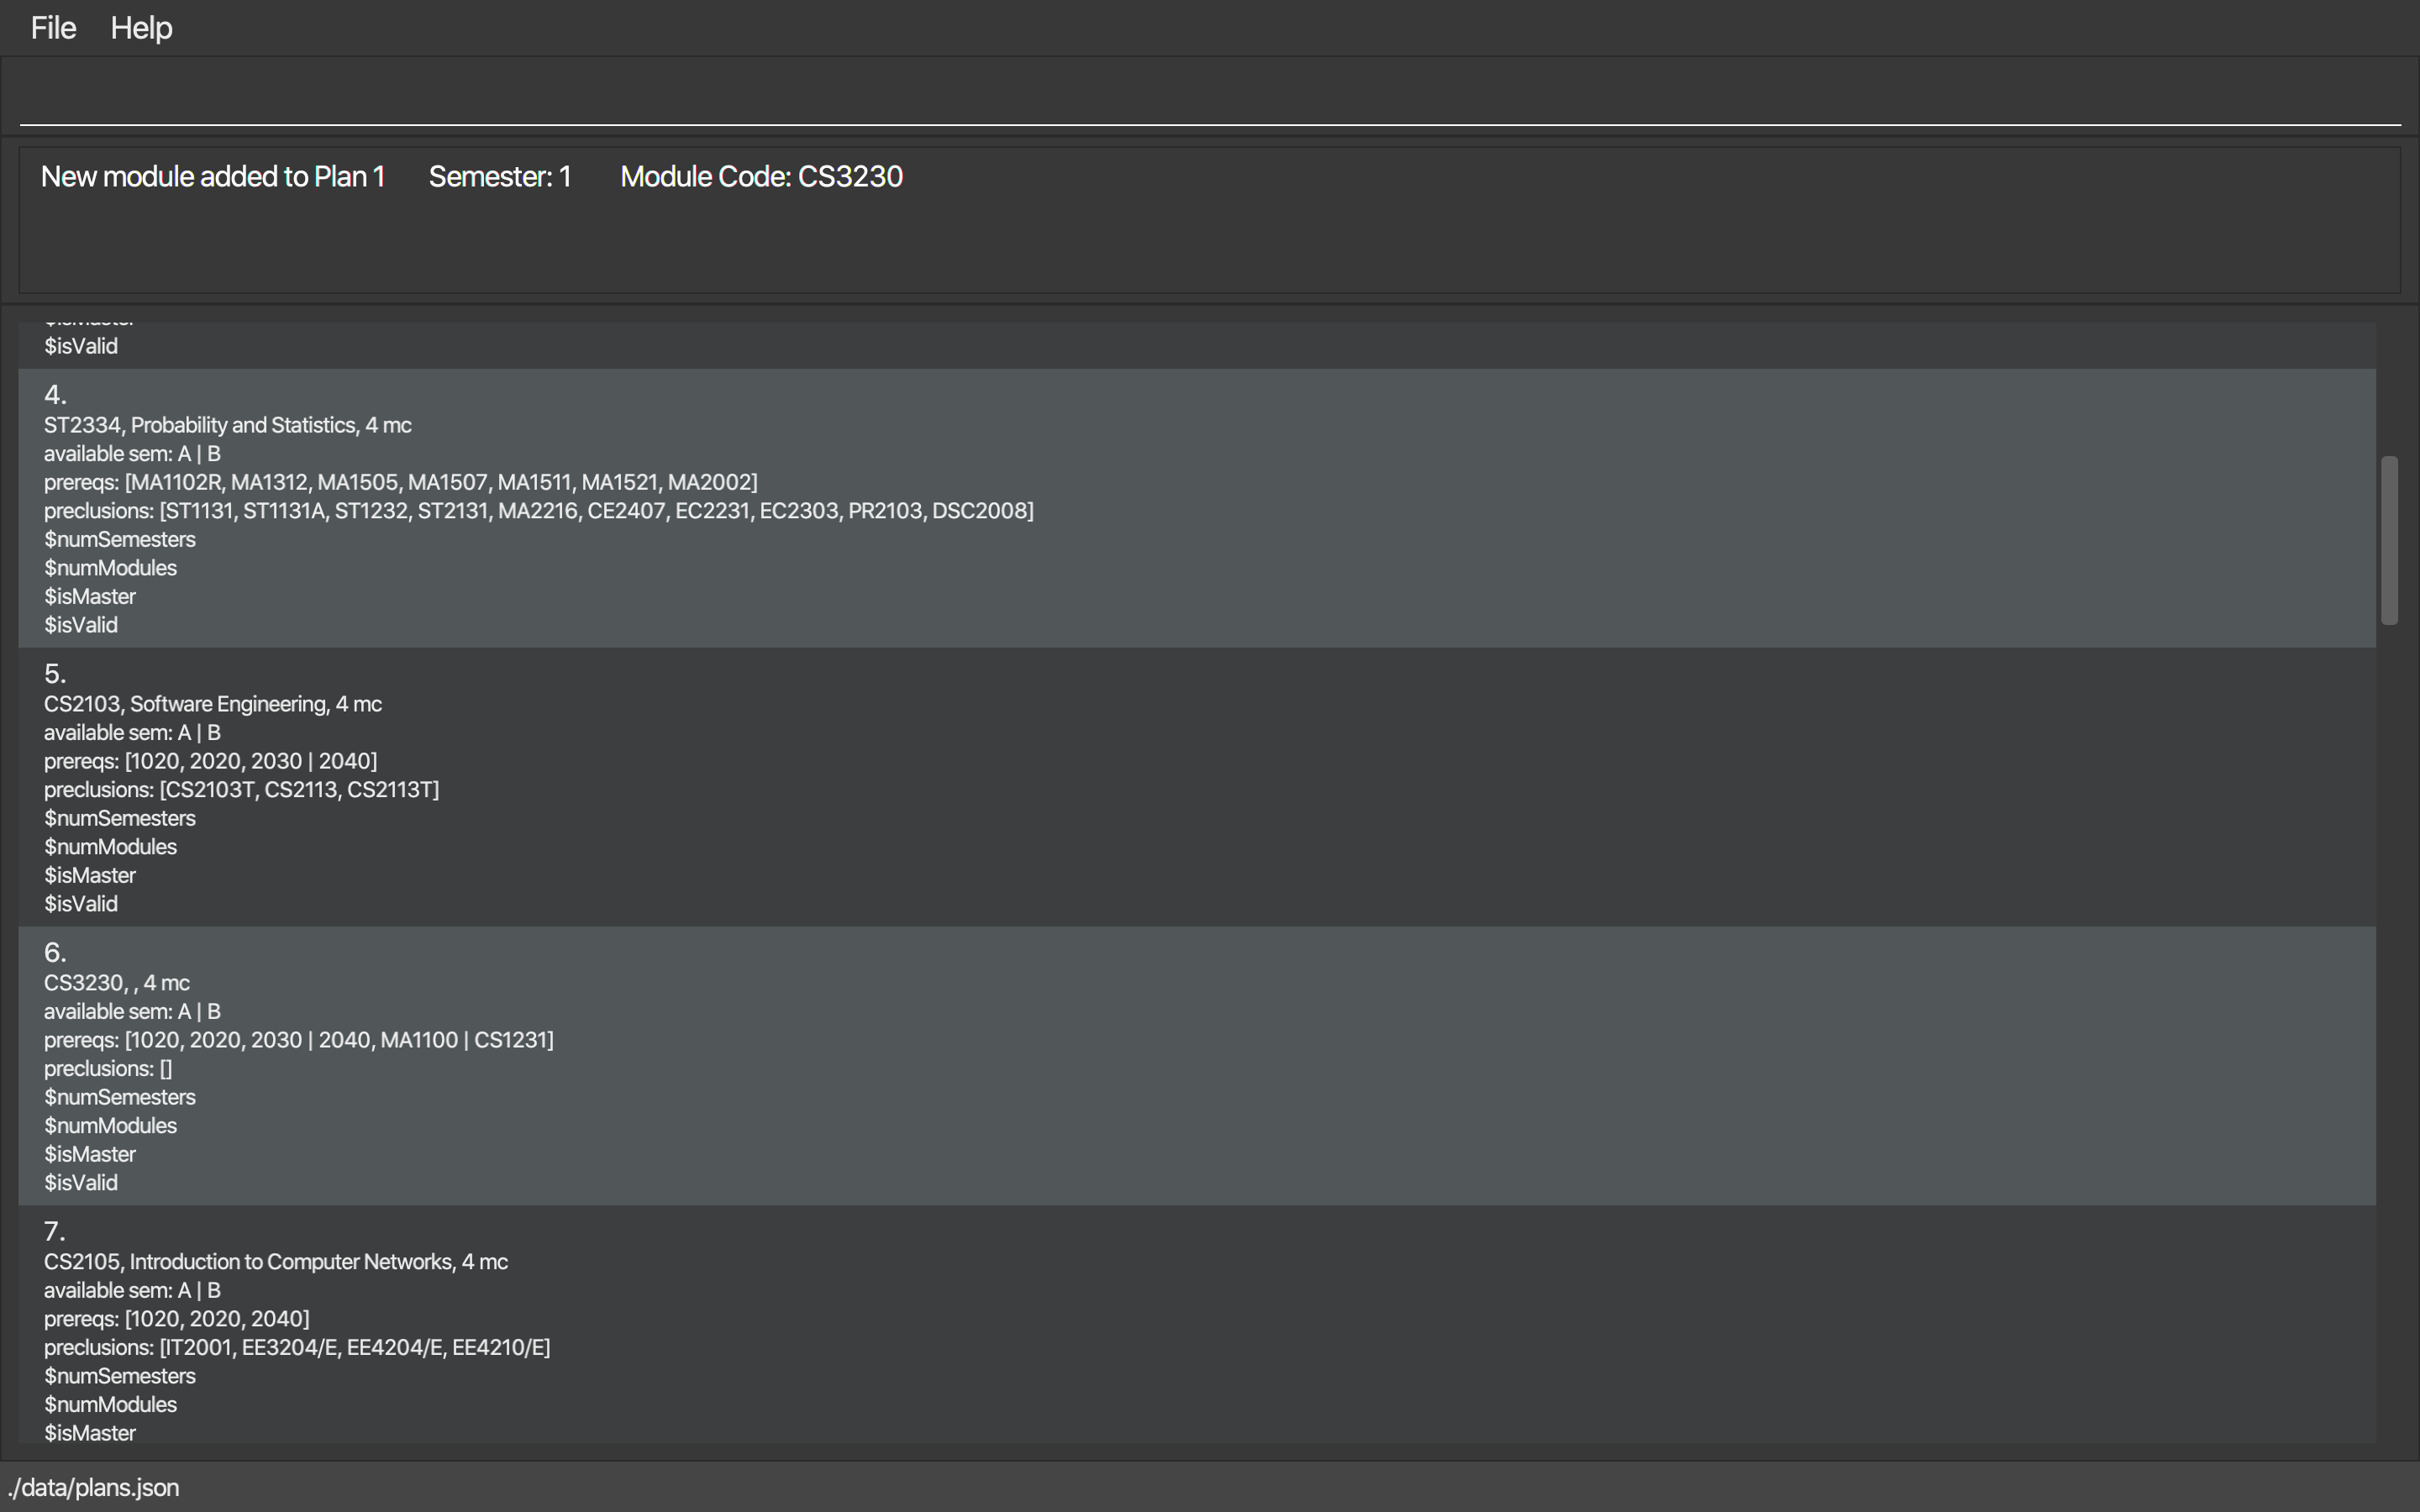 File Help
New module added to Plan 1 Semester: 1 Module Code: CS3230
$isMaster
$isValid
4.
ST2334, Probability and Statistics, 4 mc
available sem: A | B
prereqs: [MA1102R, MA1312, MA1505, MA1507, MA1511, MA1521, MA2002]
preclusions: [ST1131, ST1131A, ST1232, ST2131, MA2216, CE2407, EC2231, EC2303, PR2103, DSC2008]
$numSemesters
$numModules
$isMaster
$isValid
5.
CS2103, Software Engineering, 4 mc
available sem: A | B
prereqs: [1020, 2020, 2030 | 2040]
preclusions: [CS2103T, CS2113, CS2113T]
$numSemesters
$numModules
$isMaster
$isValid
6.
CS3230, , 4 mc
available sem: A | B
prereqs: [1020, 2020, 2030 | 2040, MA1100 | CS1231]
preclusions: []
$numSemesters
$numModules
$isMaster
$isValid
7.
CS2105, Introduction to Computer Networks, 4 mc
available sem: A | B
prereqs: [1020, 2020, 2040]
preclusions: [IT2001, EE3204/E, EE4204/E, EE4210/E]
$numSemesters
$numModules
$isMaster
./data/plans.json